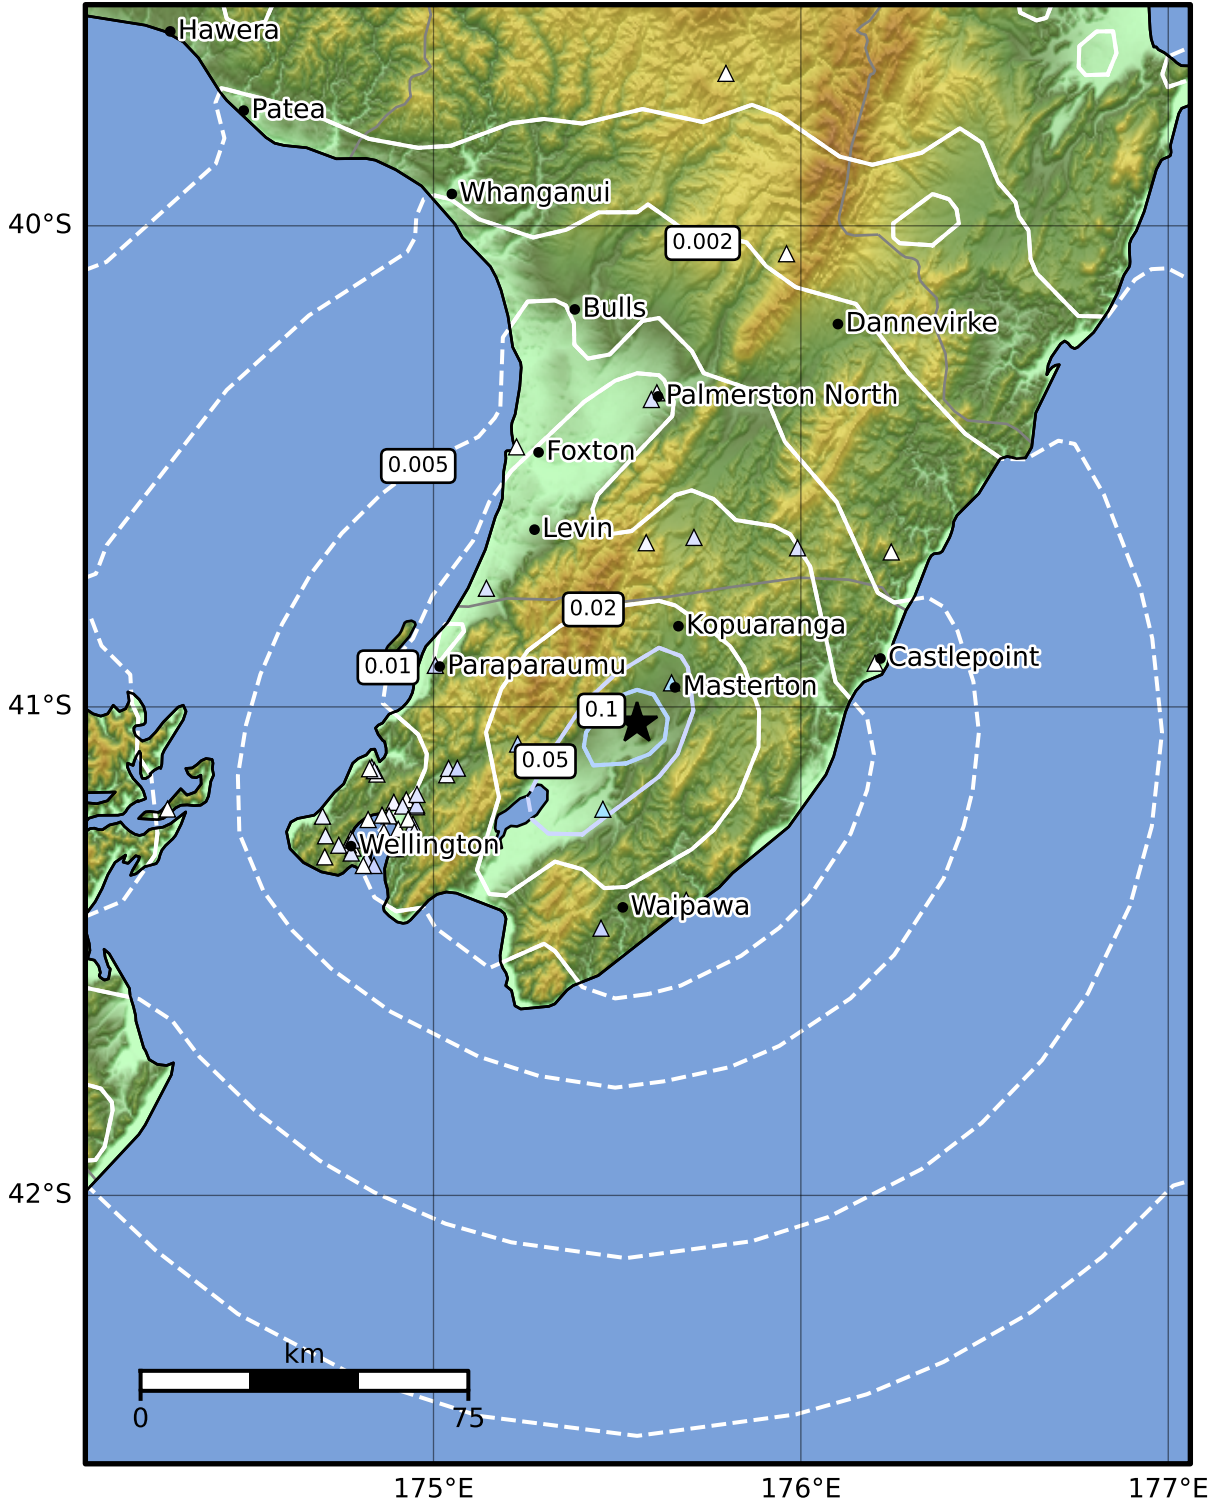 Hawera
Patea
Whanganui
40°S
0.002
Bulls
Dannevirke
Palmerston North
0.005
Foxton
Levin
0.02
Kopuaranga
0.01
Paraparaumu
Castlepoint
Masterton
41°S
0.1
0.05
Wellington
Waipawa
42°S
km
0
75
175°E
176°E
177°E